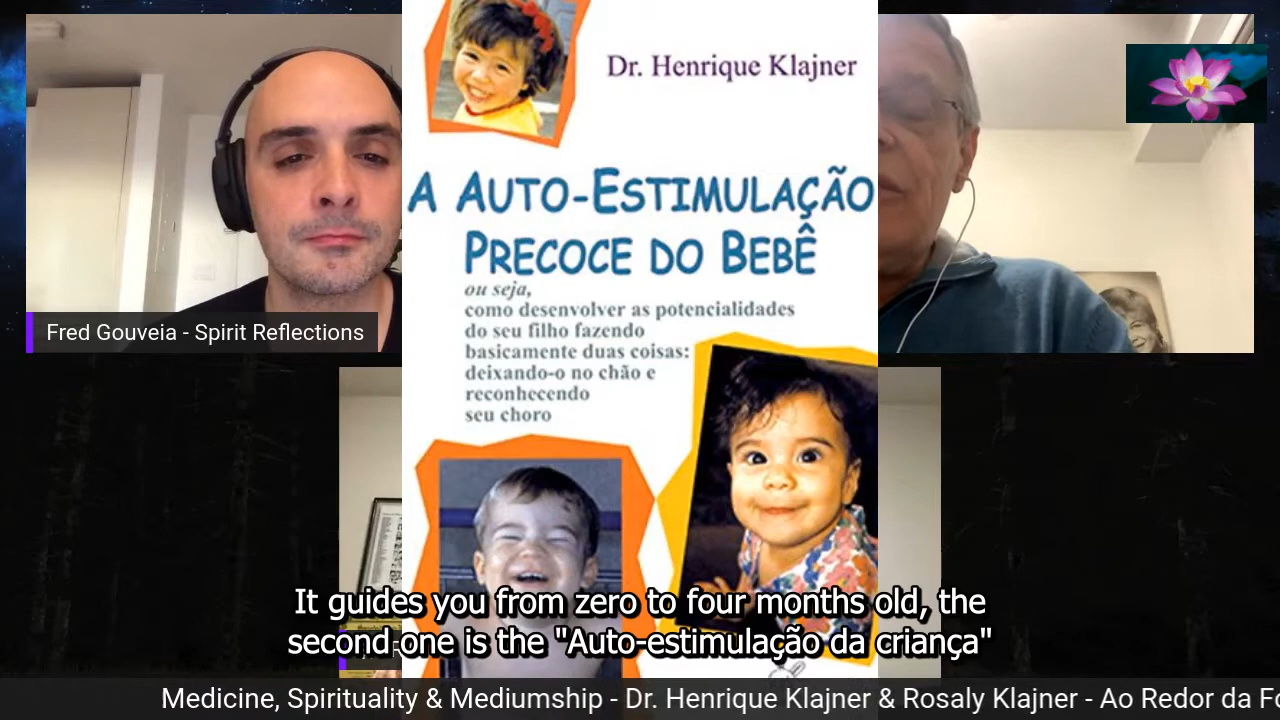 Dr. Henrique Klajner
A AUTO-ESTIMULAÇÃO
PRECOCE DO BEBÊ
ou seja,
como desenvolver as potencialidades
do seu filho fazendo
basicamente duas coisas:
deixando-o no chão e
reconhecendo
seu choro
Fred Gouveia - Spirit Reflections
It guides you from zero to four months old, the
second one is the "Auto-estimulação da criança"
Medicine, Spirituality & Mediumship - Dr. Henrique Klajner & Rosaly Klajner - Ao Redor da Fo